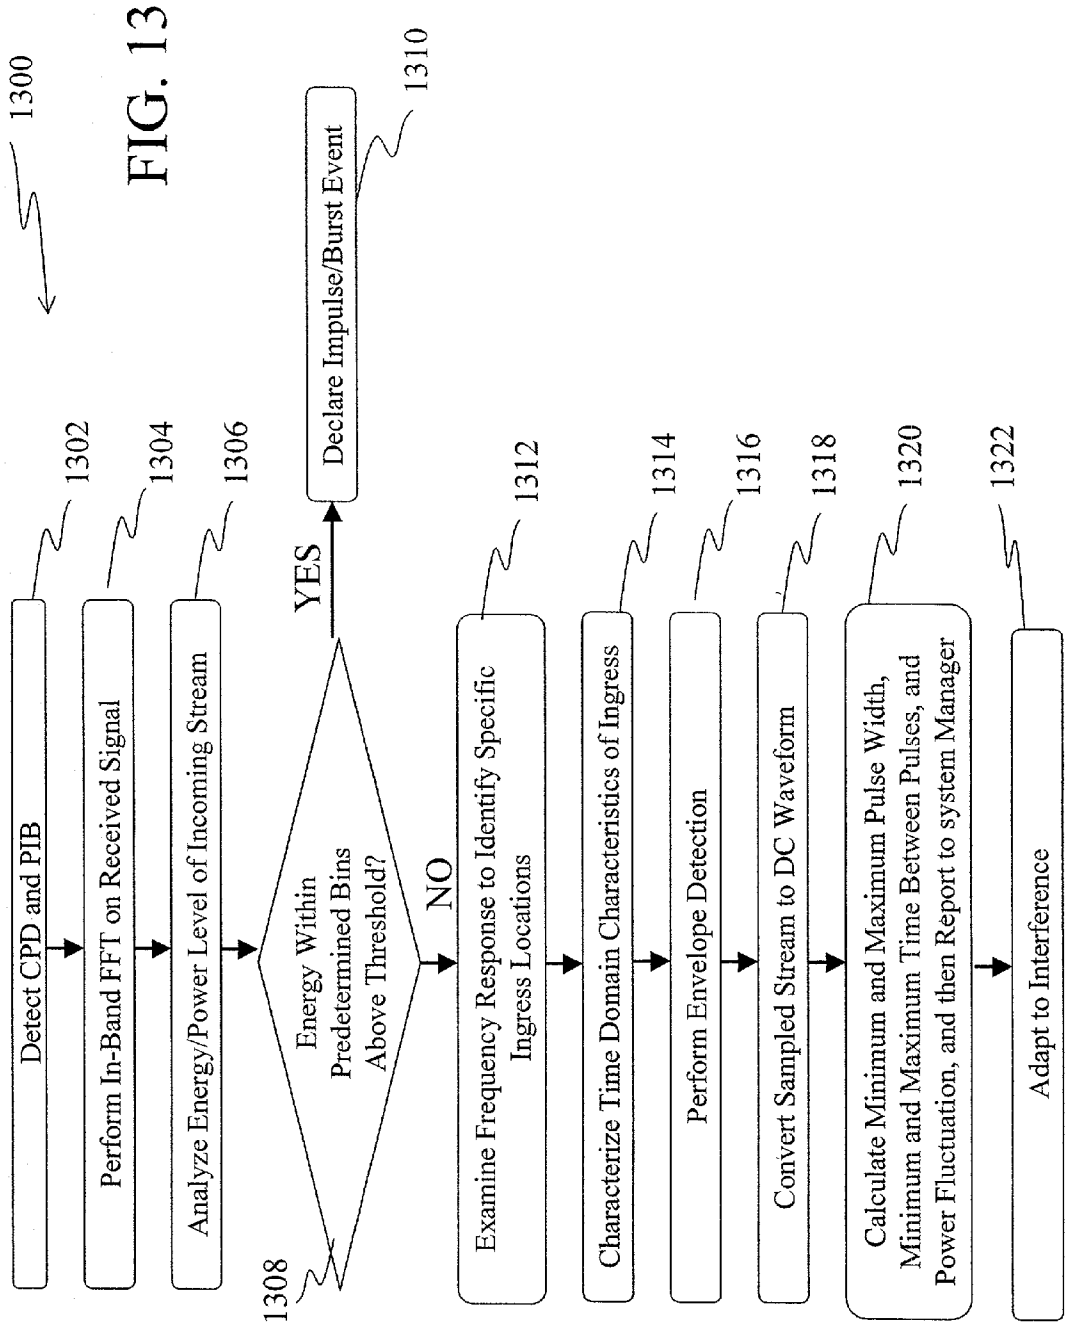 FIG. 13
1300
Detect CPD and PIB
1302
Perform In-Band FFT on Received Signal
1304
Analyze Energy/Power Level of Incoming Stream
1306
Energy Within
Predetermined Bins
Above Threshold?
1308
YES
Declare Impulse/Burst Event
1310
NO
Examine Frequency Response to Identify Specific
Ingress Locations
1312
Characterize Time Domain Characteristics of Ingress
1314
Perform Envelope Detection
1316
Convert Sampled Stream to DC Waveform
1318
Calculate Minimum and Maximum Pulse Width,
Minimum and Maximum Time Between Pulses, and
Power Fluctuation, and then Report to system Manager
1320
Adapt to Interference
1322